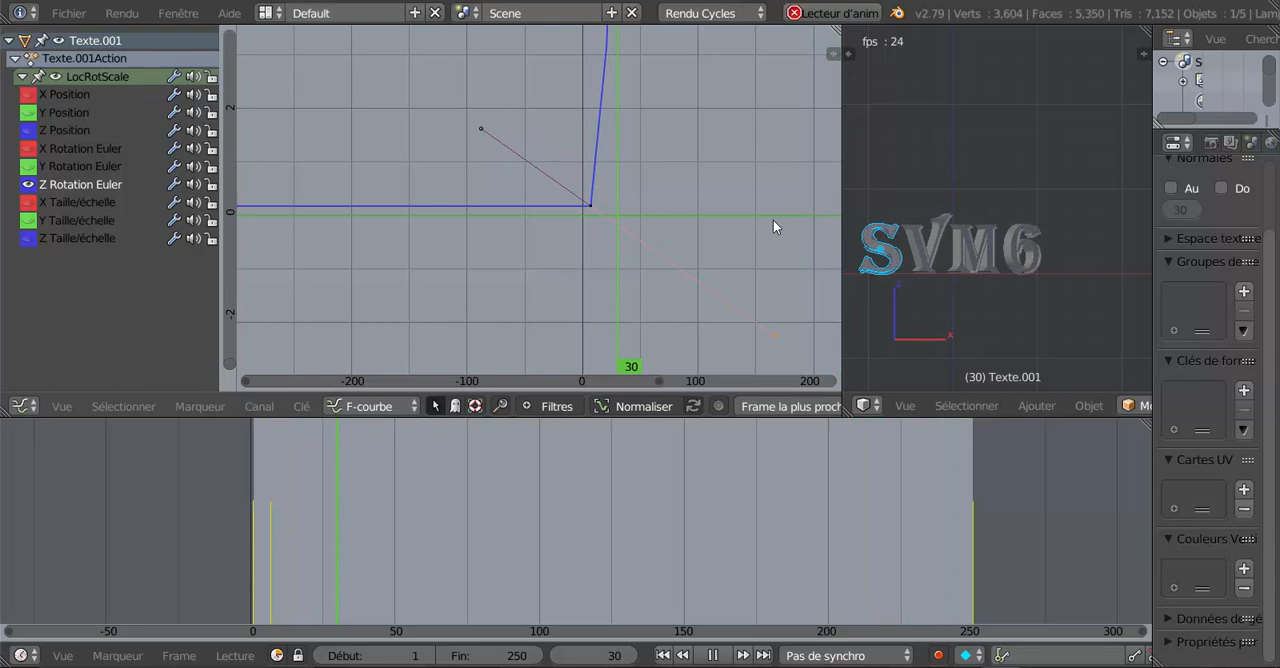 Fichier Rendu Fenêtre Aide Default Scene Rendu Cycles Lecteur d'anim v2.79 | Verts : 3,604 | Faces : 5,350 | Tris : 7,152 | Objets : 1/5 | Lam
Texte.001
Texte.001Action
LocRotScale
X Position
Y Position
Z Position
X Rotation Euler
Y Rotation Euler
Z Rotation Euler
X Taille/échelle
Y Taille/échelle
Z Taille/échelle
2
0
-2
30
-200 -100 0 100 200
fps : 24
SVM6
z
x
(30) Texte.001
Vue Cherch
S
Normales
Au Do
30
Espace text
Groupes de
Clés de for
Cartes UV
Couleurs Ve
Données de
Propriétés pe
Vue Sélectionner Marqueur Canal Clé F-courbe Filtres Normaliser Frame la plus proch
Vue Sélectionner Ajouter Objet Mo
-50 0 50 100 150 200 250 300
Vue Marqueur Frame Lecture Début: 1 Fin: 250 30 Pas de synchro